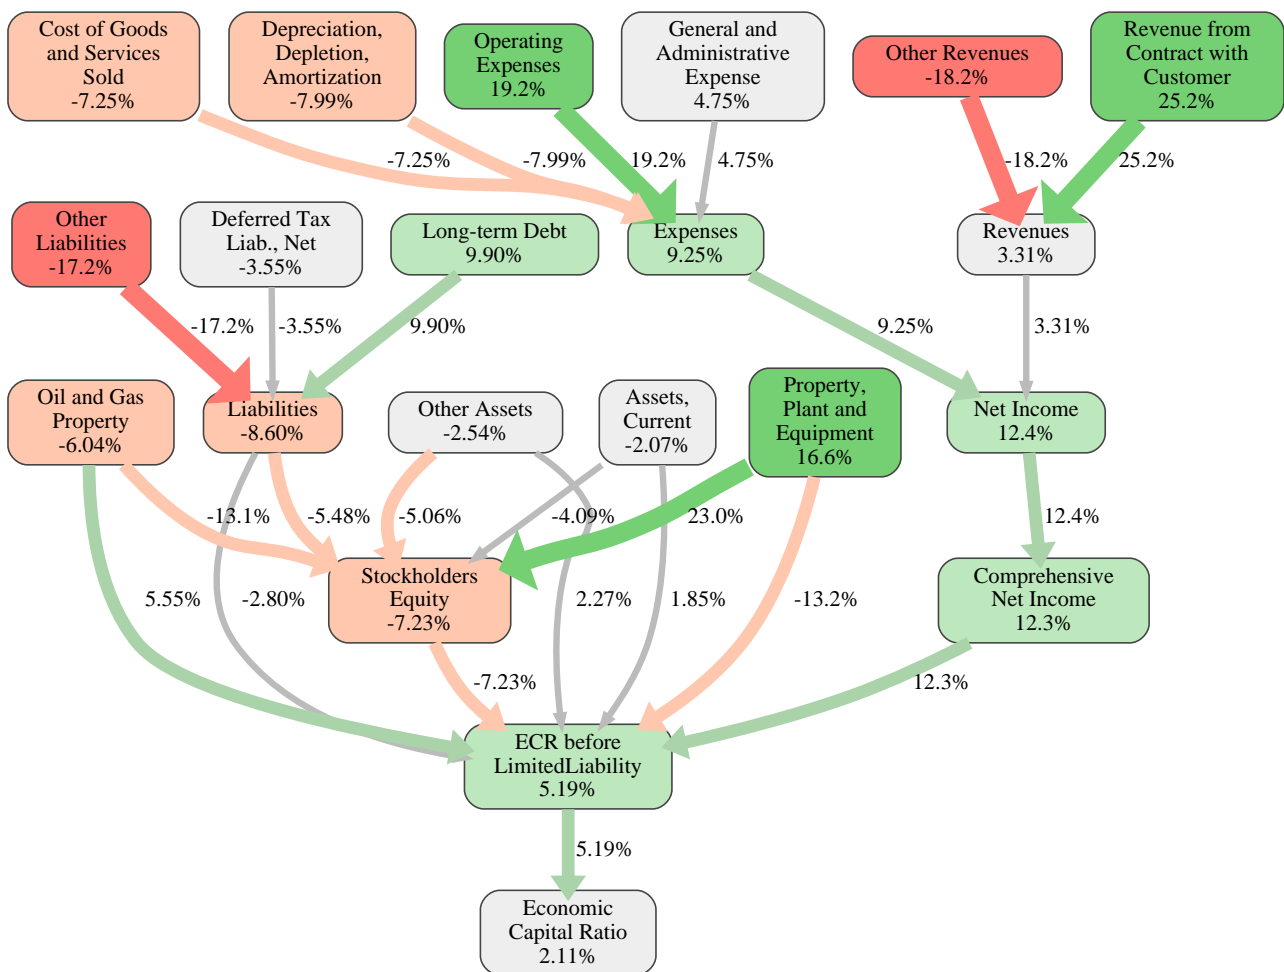 Cost of Goods
and Services
Sold
-7.25%
Depreciation,
Depletion,
Amortization
-7.99%
Operating
Expenses
19.2%
General and
Administrative
Expense
4.75%
Other Revenues
-18.2%
Revenue from
Contract with
Customer
25.2%
-7.25%
-7.99%
19.2%
4.75%
-18.2%
25.2%
Other
Liabilities
-17.2%
Deferred Tax
Liab., Net
-3.55%
Long-term Debt
9.90%
Expenses
9.25%
Revenues
3.31%
-17.2%
-3.55%
9.90%
9.25%
3.31%
Oil and Gas
Property
-6.04%
Liabilities
-8.60%
Other Assets
-2.54%
Assets,
Current
-2.07%
Property,
Plant and
Equipment
16.6%
Net Income
12.4%
-13.1%
-5.48%
-5.06%
-4.09%
23.0%
12.4%
Stockholders
Equity
-7.23%
Comprehensive
Net Income
12.3%
5.55%
-2.80%
2.27%
1.85%
-13.2%
-7.23%
12.3%
ECR before
LimitedLiability
5.19%
5.19%
Economic
Capital Ratio
2.11%